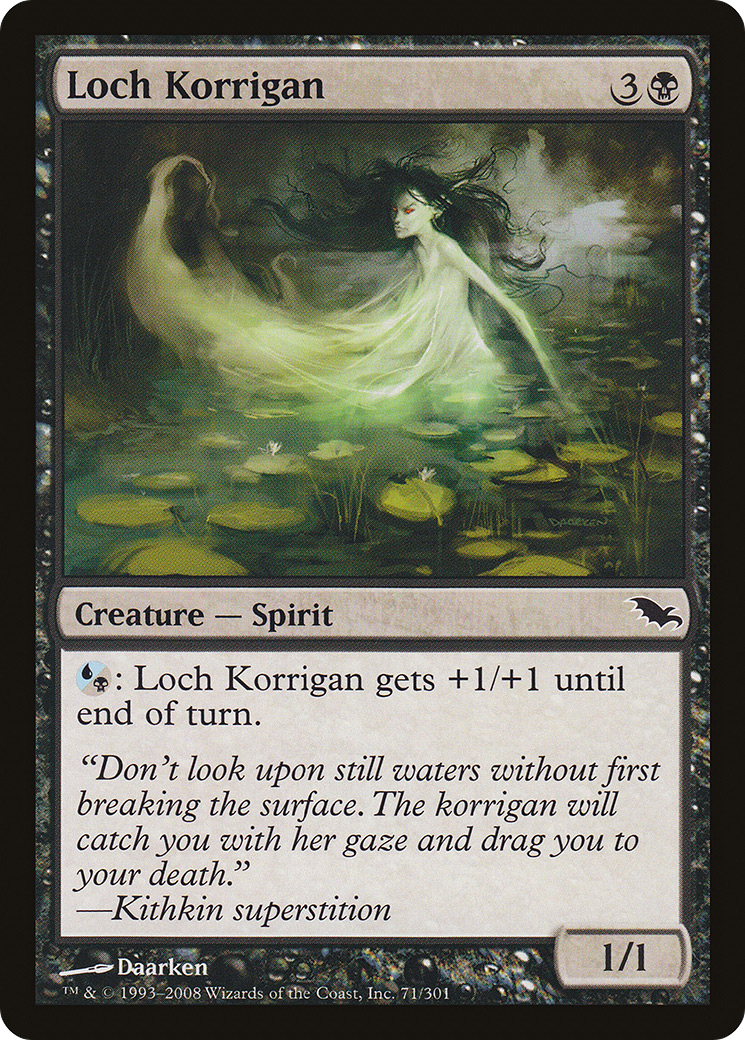 Loch Korrigan 3
DAARKEN
Creature — Spirit
: Loch Korrigan gets +1/+1 until
end of turn.
“Don’t look upon still waters without first
breaking the surface. The korrigan will
catch you with her gaze and drag you to
your death.”
—Kithkin superstition
1/1
Daarken
™ & © 1993–2008 Wizards of the Coast, Inc. 71/301